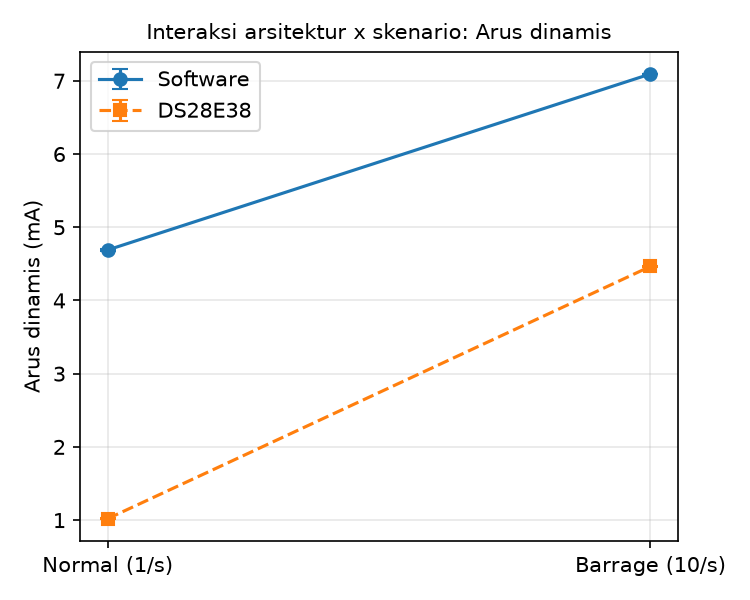 Interaksi arsitektur x skenario: Arus dinamis
Software
DS28E38
Arus dinamis (mA)
7
6
5
4
3
2
1
Normal (1/s)
Barrage (10/s)